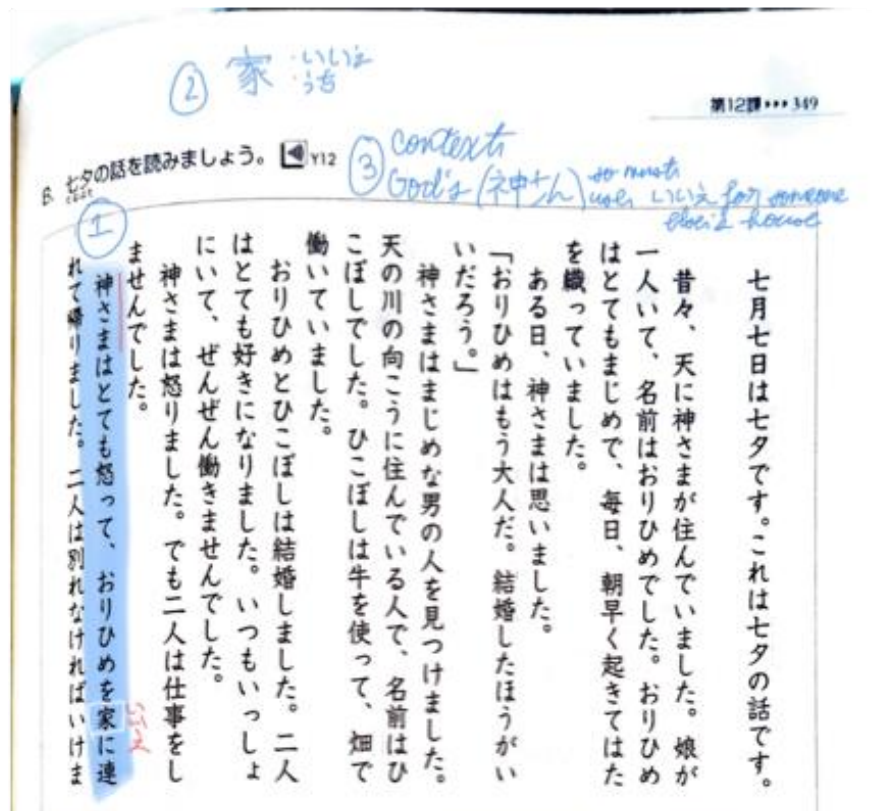 ② 家 ・いいえ
・うち
第12課・・・349
B. 七夕の話を読みましょう。 Y12
たなばた
③ context:
God's (神さん) so must
use いいえ for someone
else's house
①
七月七日は七夕です。これは七夕の話です。
昔々、天に神さまが住んでいました。娘が
一人いて、名前はおりひめでした。おりひめ
はとてもまじめで、毎日、朝早く起きてはた
を織っていました。
ある日、神さまは思いました。
「おりひめはもう大人だ。結婚したほうがい
いだろう。」
神さまはまじめな男の人を見つけました。
天の川の向こうに住んでいる人で、名前はひ
こぼしでした。ひこぼしは牛を使って、畑で
働いていました。
おりひめとひこぼしは結婚しました。二人
はとても好きになりました。いつもいっしょ
にいて、ぜんぜん働きませんでした。
神さまは怒りました。でも二人は仕事をし
ませんでした。
神さまはとても怒って、おりひめを家に連
いいえ
れて帰りました。二人は別れなければいけま